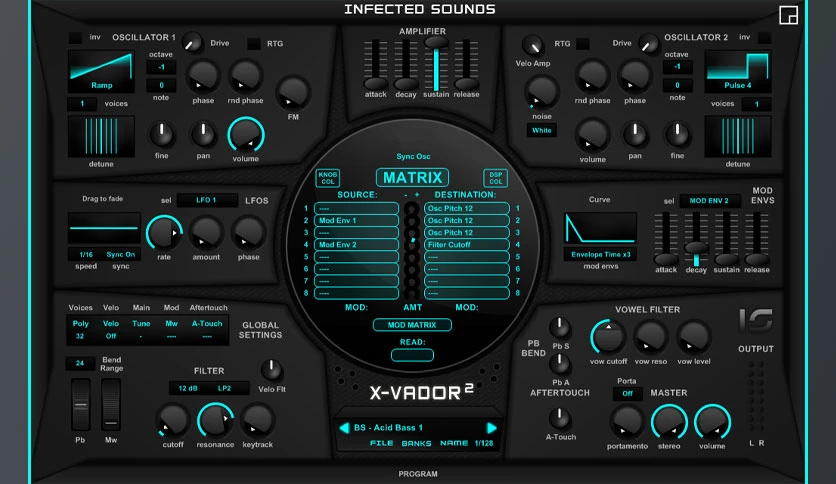 INFECTED SOUNDS
inv OSCILLATOR 1 Drive RTG
octave
-1
Ramp
0
1 voices note phase rnd phase FM
detune fine pan volume
AMPLIFIER
attack decay sustain release
RTG Drive OSCILLATOR 2 inv
Velo Amp octave
-1
Pulse 4
0
noise rnd phase phase note voices 1
White
volume pan fine detune
Drag to fade sel LFO 1 LFOS
1/16 Sync On
speed sync rate amount phase
Sync Osc
KNOB COL
MATRIX
DSP COL
SOURCE: - + DESTINATION:
1 ---- Osc Pitch 12 1
2 Mod Env 1 Osc Pitch 12 2
3 ---- Osc Pitch 12 3
4 Mod Env 2 Filter Cutoff 4
5 ---- ---- 5
6 ---- ---- 6
7 ---- ---- 7
8 ---- ---- 8
MOD: AMT MOD:
MOD MATRIX
READ:
Curve sel MOD ENV 2 MOD ENVS
Envelope Time x3
mod envs attack decay sustain release
Voices Velo Main Mod Aftertouch
Poly Velo Tune Mw A-Touch
32 Off - ---- ----
GLOBAL SETTINGS
24 Bend Range
FILTER
12 dB LP2 Velo Flt
Pb Mw cutoff resonance keytrack
X-VADOR2
BS - Acid Bass 1
FILE BANKS NAME 1/128
VOWEL FILTER
PB BEND
Pb S
vow cutoff vow reso vow level
Pb A
AFTERTOUCH
A-Touch
Porta
Off
MASTER
portamento stereo volume
IS
OUTPUT
L R
PROGRAM